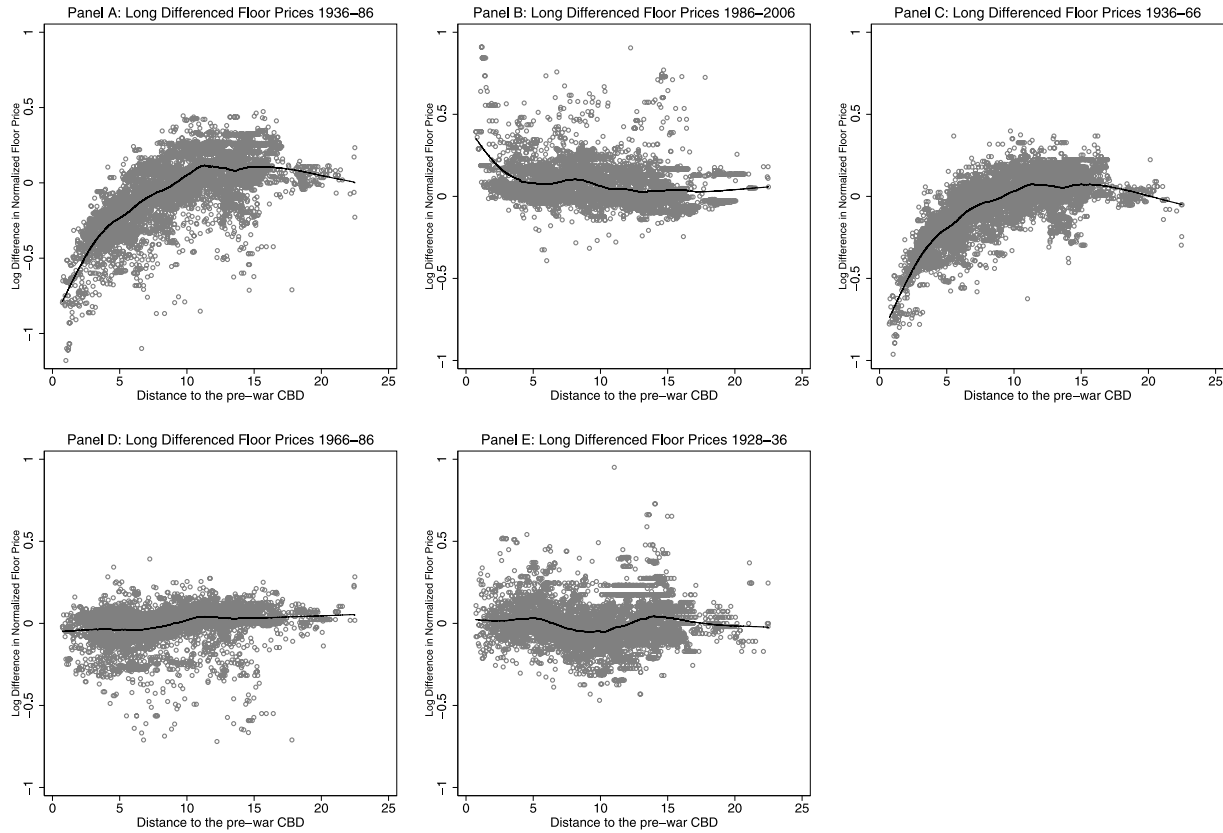 Panel A: Long Differenced Floor Prices 1936–86
Log Difference in Normalized Floor Price
1
0.5
0
−0.5
−1
0 5 10 15 20 25
Distance to the pre−war CBD
Panel B: Long Differenced Floor Prices 1986–2006
Log Difference in Normalized Floor Price
1
0.5
0
−0.5
−1
0 5 10 15 20 25
Distance to the pre−war CBD
Panel C: Long Differenced Floor Prices 1936–66
Log Difference in Normalized Floor Price
1
0.5
0
−0.5
−1
0 5 10 15 20 25
Distance to the pre−war CBD
Panel D: Long Differenced Floor Prices 1966–86
Log Difference in Normalized Floor Price
1
0.5
0
−0.5
−1
0 5 10 15 20 25
Distance to the pre−war CBD
Panel E: Long Differenced Floor Prices 1928–36
Log Difference in Normalized Floor Price
1
0.5
0
−0.5
−1
0 5 10 15 20 25
Distance to the pre−war CBD